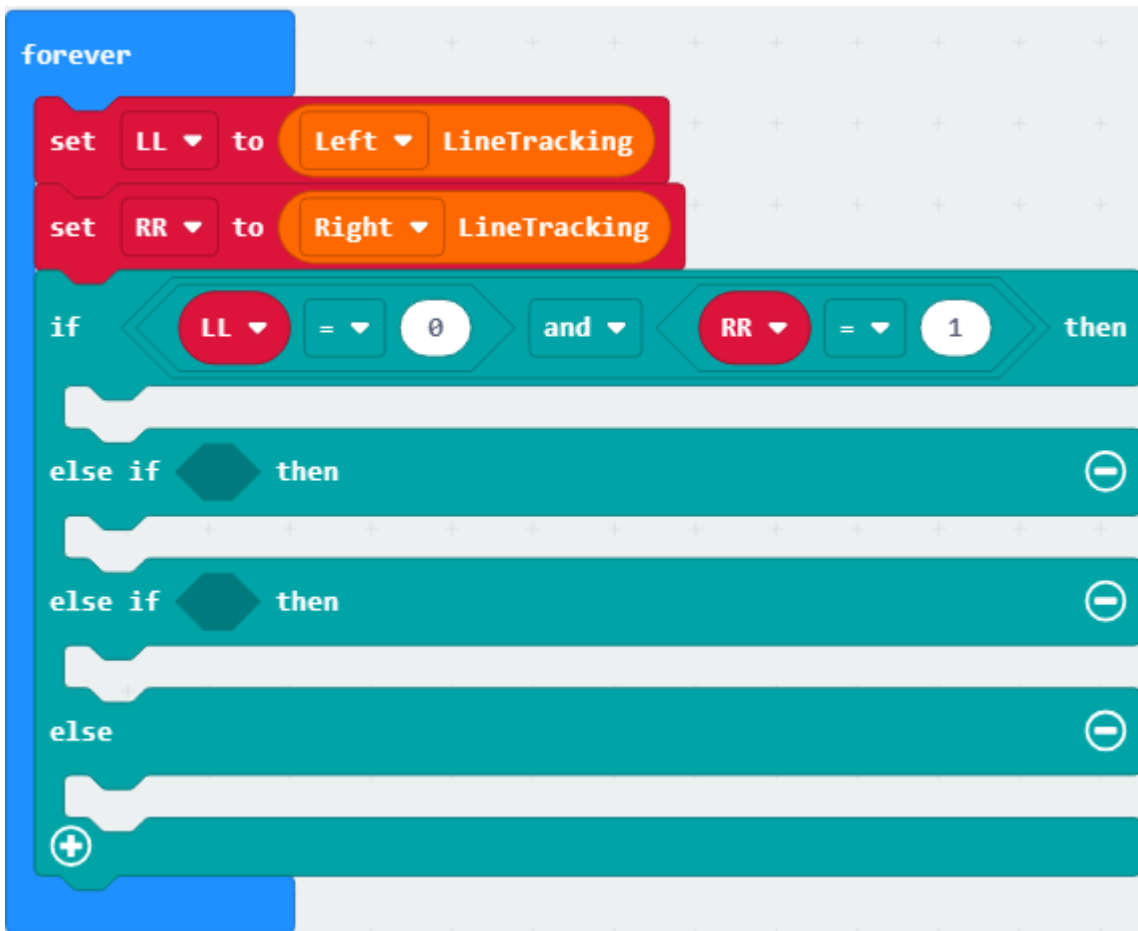 forever
set LL to Left LineTracking
set RR to Right LineTracking
if LL = 0 and RR = 1 then
else if then
else if then
else